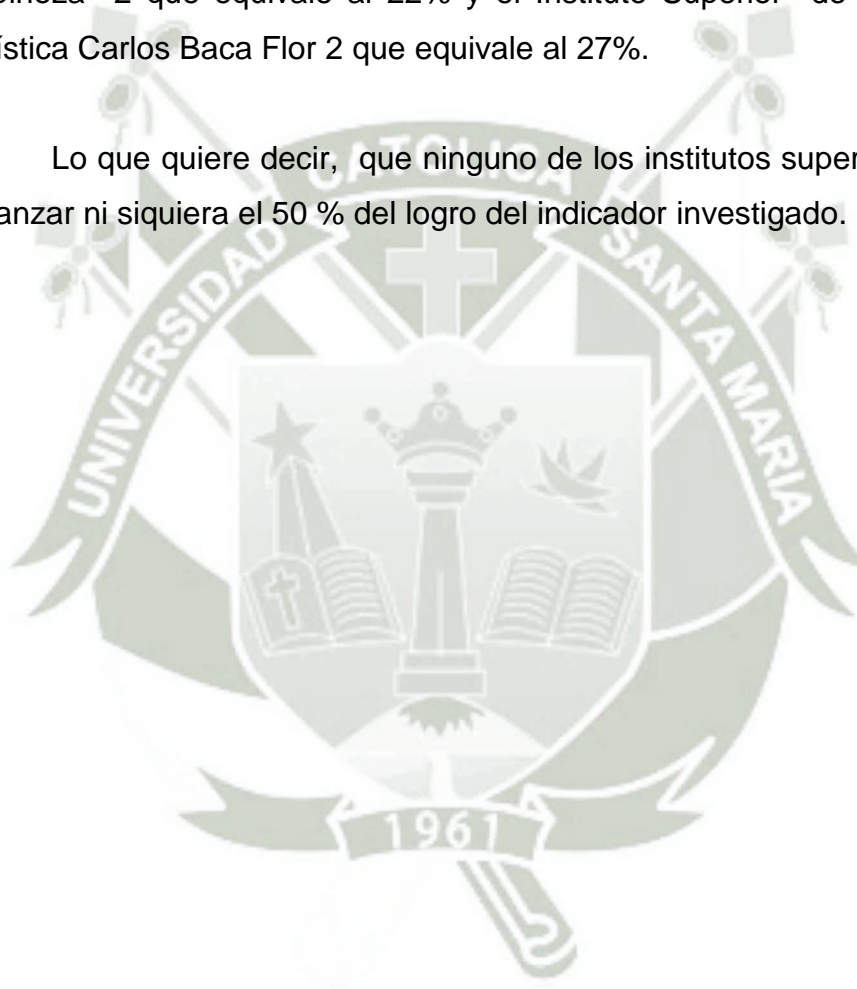 2 que equivale al 22% y el Instituto Superior de
ística Carlos Baca Flor 2 que equivale al 27%.
Lo que quiere decir, que ninguno de los institutos super
anzar ni siquiera el 50 % del logro del indicador investigado.
UNIVERSIDAD CATOLICA SANTA MARIA
1961